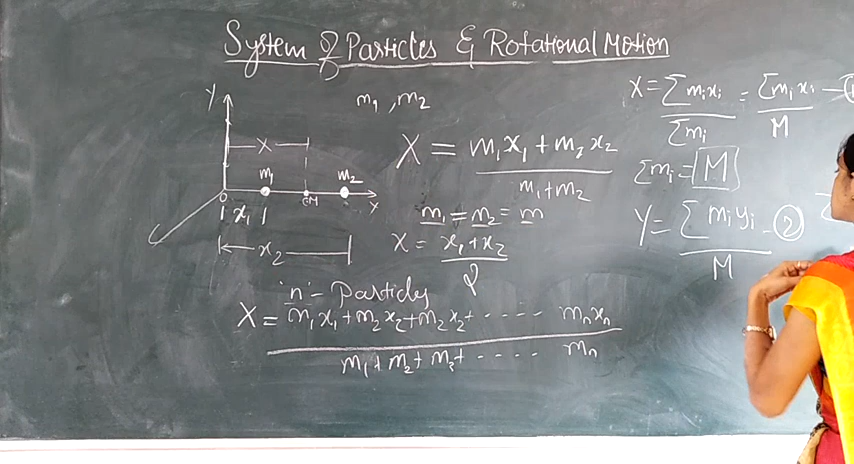 System of Particles & Rotational Motion
m₁, m₂
Y
X
m₁ m₂
0 CM X
x₁
x₂
X = m₁x₁ + m₂x₂
m₁+m₂
m₁ = m₂ = m
X = x₁+x₂
2
'n' - Particles
X = m₁x₁+m₂x₂+m₂x₂+ ---- mₙxₙ
m₁+m₂+m₃+ ---- mₙ
X = Σmᵢxᵢ = Σmᵢxᵢ — ①
Σmᵢ M
Σmᵢ = M
Y = Σmᵢyᵢ - ②
M